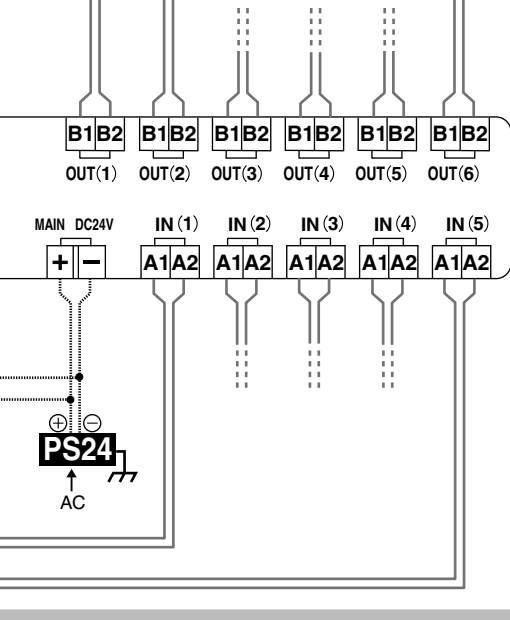 B1 B2 B1 B2 B1 B2 B1 B2 B1 B2 B1 B2
OUT(1) OUT(2) OUT(3) OUT(4) OUT(5) OUT(6)
MAIN DC24V IN(1) IN(2) IN(3) IN(4) IN(5)
+ − A1 A2 A1 A2 A1 A2 A1 A2 A1 A2
⊕ ⊖
PS24
AC